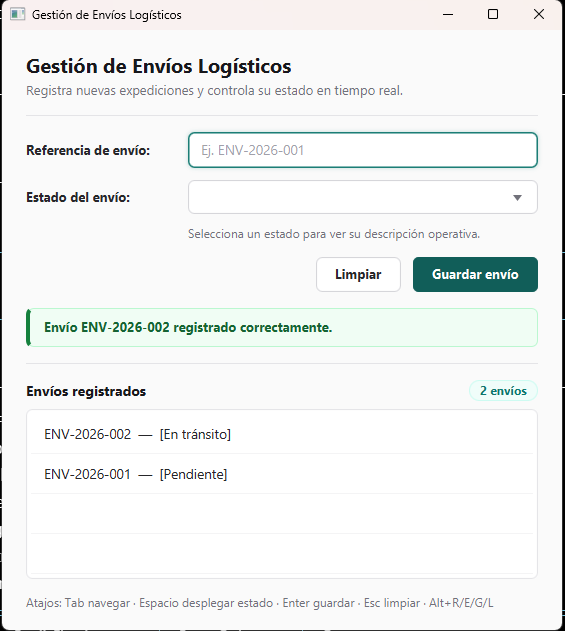 Gestión de Envíos Logísticos
Gestión de Envíos Logísticos
Registra nuevas expediciones y controla su estado en tiempo real.
Referencia de envío:
Ej. ENV-2026-001
Estado del envío:
Selecciona un estado para ver su descripción operativa.
Limpiar
Guardar envío
Envío ENV-2026-002 registrado correctamente.
Envíos registrados
2 envíos
ENV-2026-002 — [En tránsito]
ENV-2026-001 — [Pendiente]
Atajos: Tab navegar · Espacio desplegar estado · Enter guardar · Esc limpiar · Alt+R/E/G/L